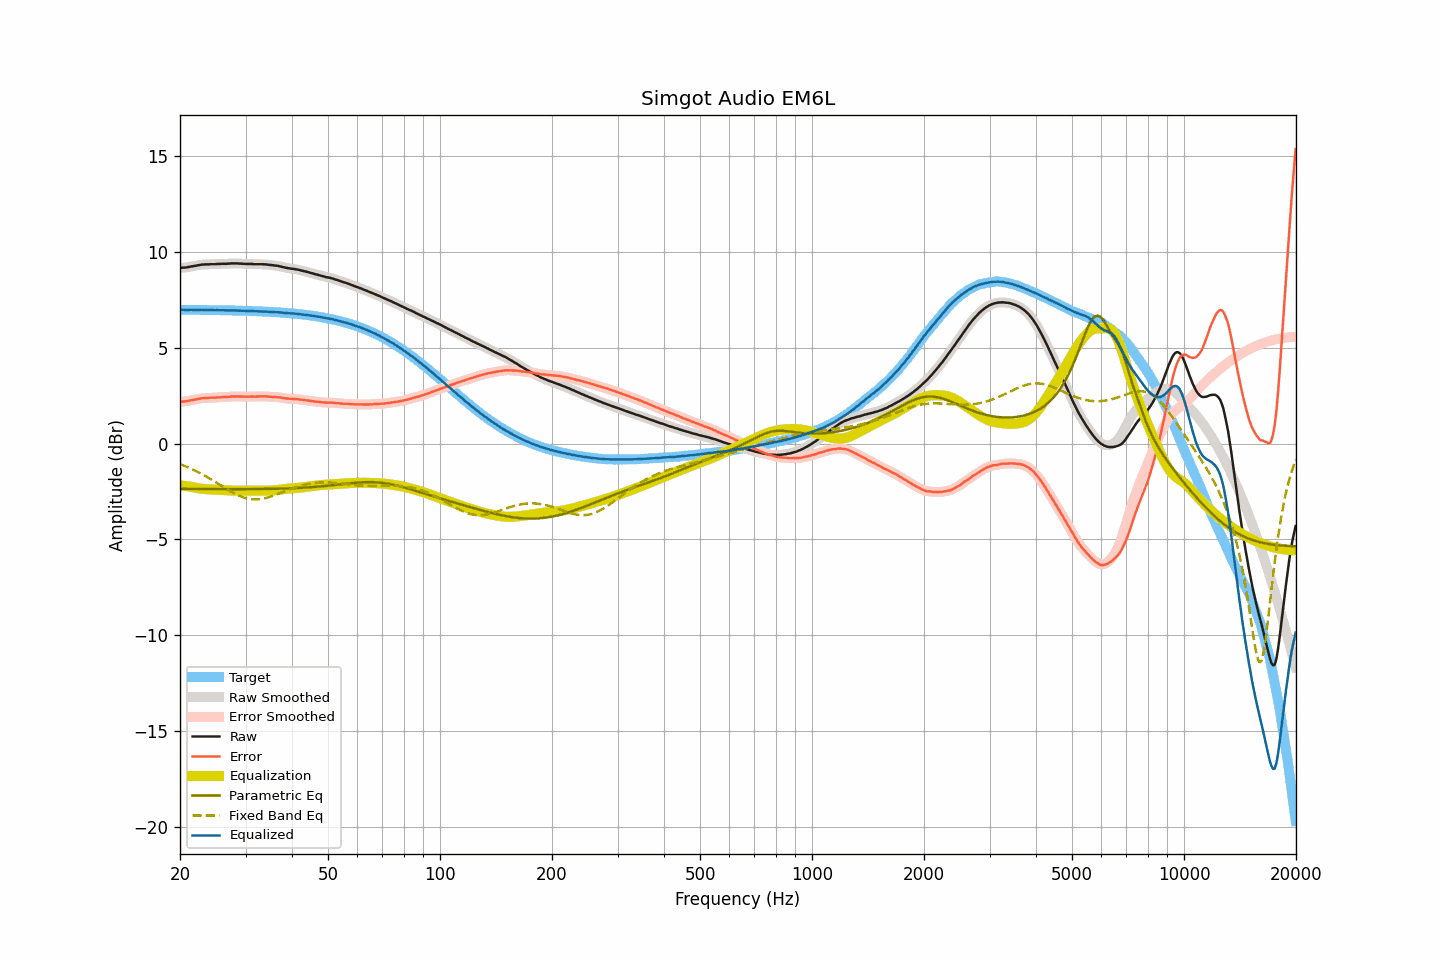 Simgot Audio EM6L
Amplitude (dBr)
15
10
5
0
−5
−10
−15
−20
Target
Raw Smoothed
Error Smoothed
Raw
Error
Equalization
Parametric Eq
Fixed Band Eq
Equalized
20 50 100 200 500 1000 2000 5000 10000 20000
Frequency (Hz)